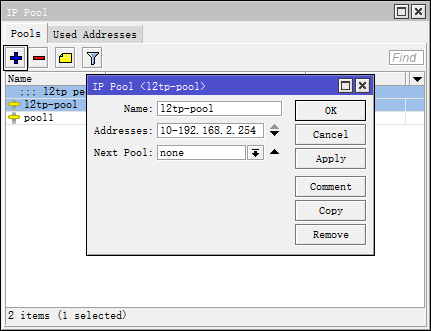 IP Pool
Pools Used Addresses
Find
Name
::: l2tp pe
l2tp-pool
pool1
IP Pool <l2tp-pool>
Name: l2tp-pool
Addresses: 10-192.168.2.254
Next Pool: none
OK
Cancel
Apply
Comment
Copy
Remove
2 items (1 selected)